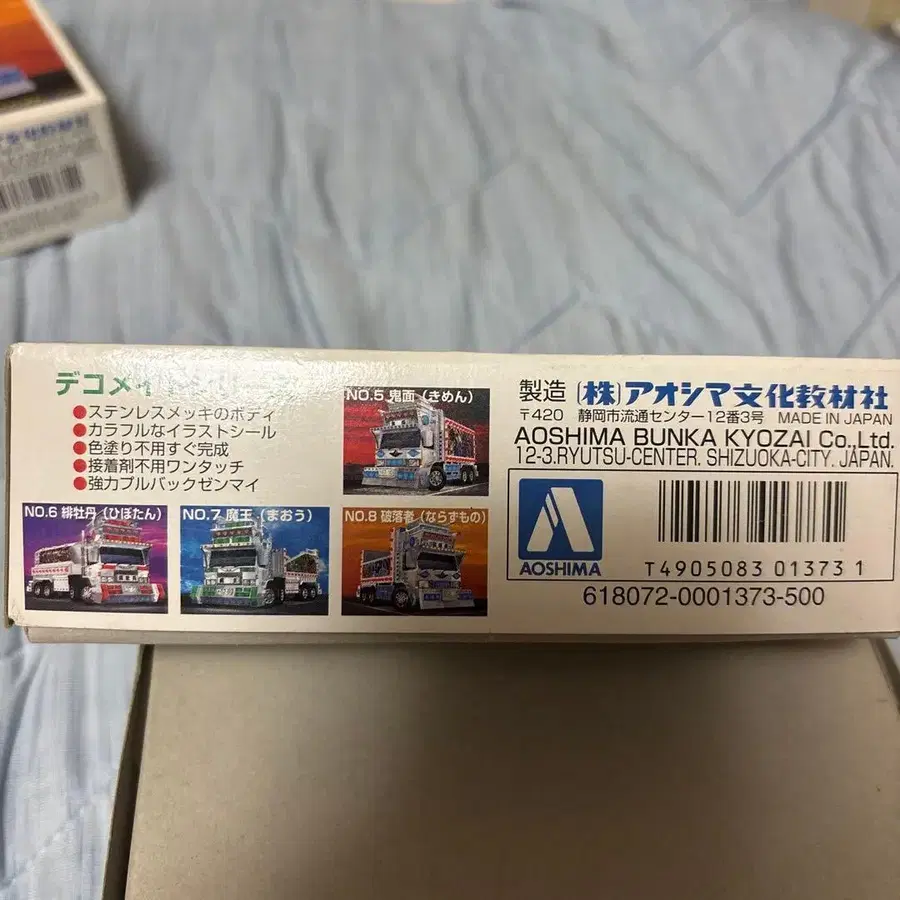 デコメ
●ステンレスメッキのボディ
●カラフルなイラストシール
●色塗り不用すぐ完成
●接着剤不用ワンタッチ
●強力プルバックゼンマイ
NO.5 鬼面（きめん）
NO.6 緋牡丹（ひぼたん）
NO.7 魔王（まおう）
NO.8 破落者（ならずもの）
製造 (株)アオシマ文化教材社
〒420 静岡市流通センター12番3号 MADE IN JAPAN
AOSHIMA BUNKA KYOZAI Co.,Ltd.
12-3.RYUTSU-CENTER. SHIZUOKA-CITY. JAPAN.
AOSHIMA
T4905083 01373 1
618072-0001373-500